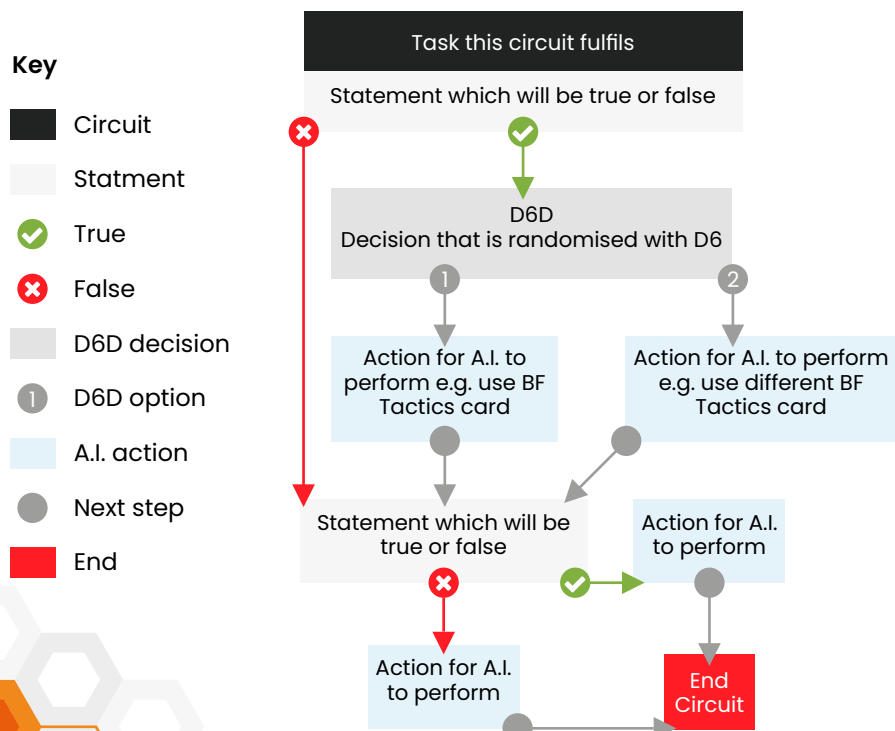 Key
Circuit
Statment
True
False
D6D decision
1 D6D option
A.I. action
Next step
End
Task this circuit fulfils
Statement which will be true or false
D6D
Decision that is randomised with D6
1
2
Action for A.I. to
perform e.g. use BF
Tactics card
Action for A.I. to perform
e.g. use different BF
Tactics card
Statement which will be
true or false
Action for A.I.
to perform
Action for A.I.
to perform
End
Circuit